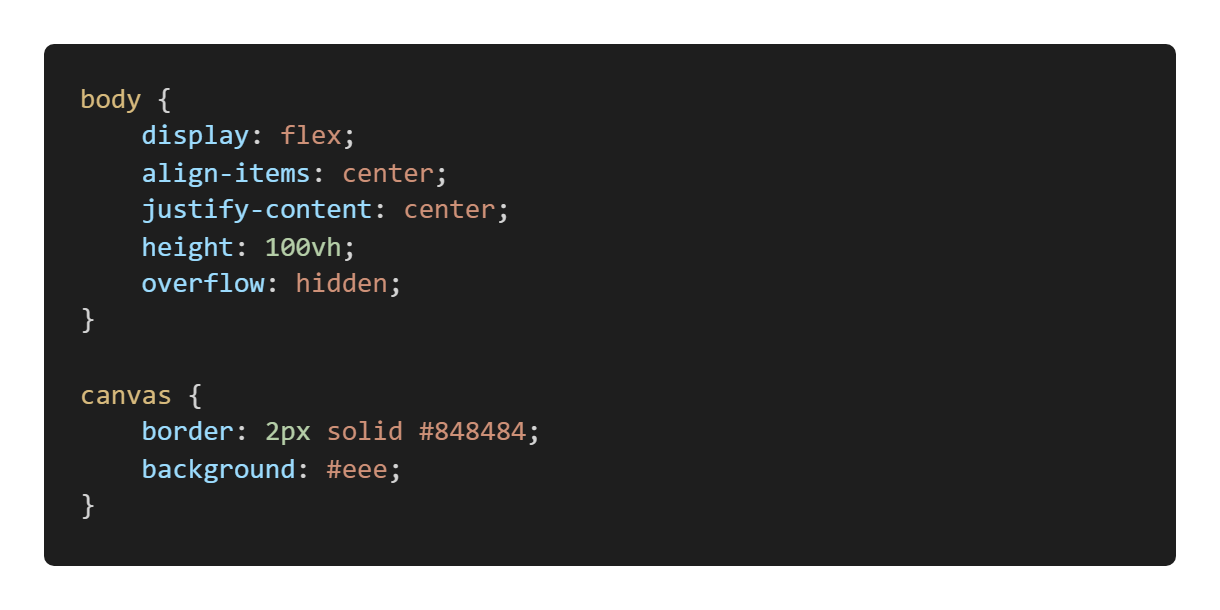 body {
    display: flex;
    align-items: center;
    justify-content: center;
    height: 100vh;
    overflow: hidden;
}

canvas {
    border: 2px solid #848484;
    background: #eee;
}